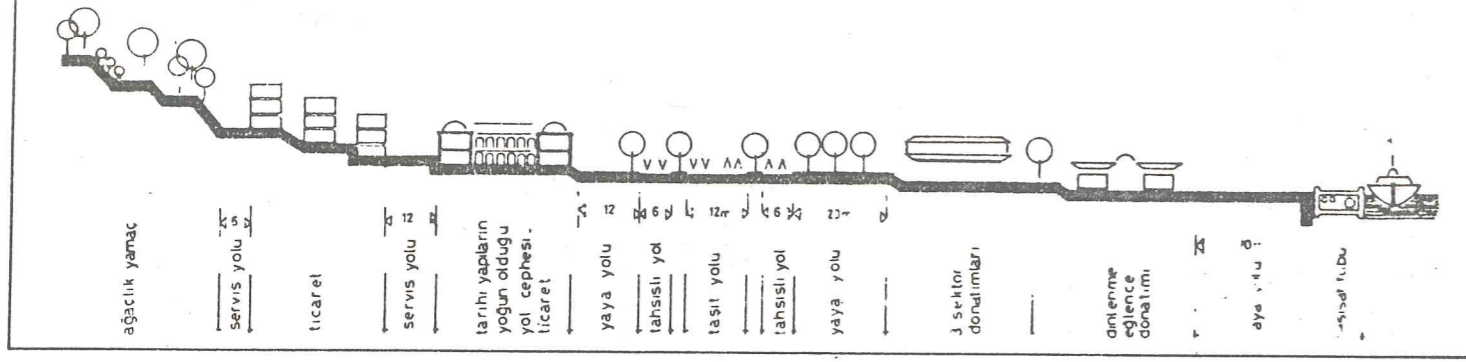 6
12
12
6
12m
6
ağaçlık yamaç
servis yolu
ticaret
servis yolu
tarihi yapıların
yoğun olduğu
yol cephesi.
ticaret
yaya yolu
tahsisli yol
taşıt yolu
tahsisli yol
yaya yolu
3 sektör
donatımları
dinlenme
eğlence
donatımı